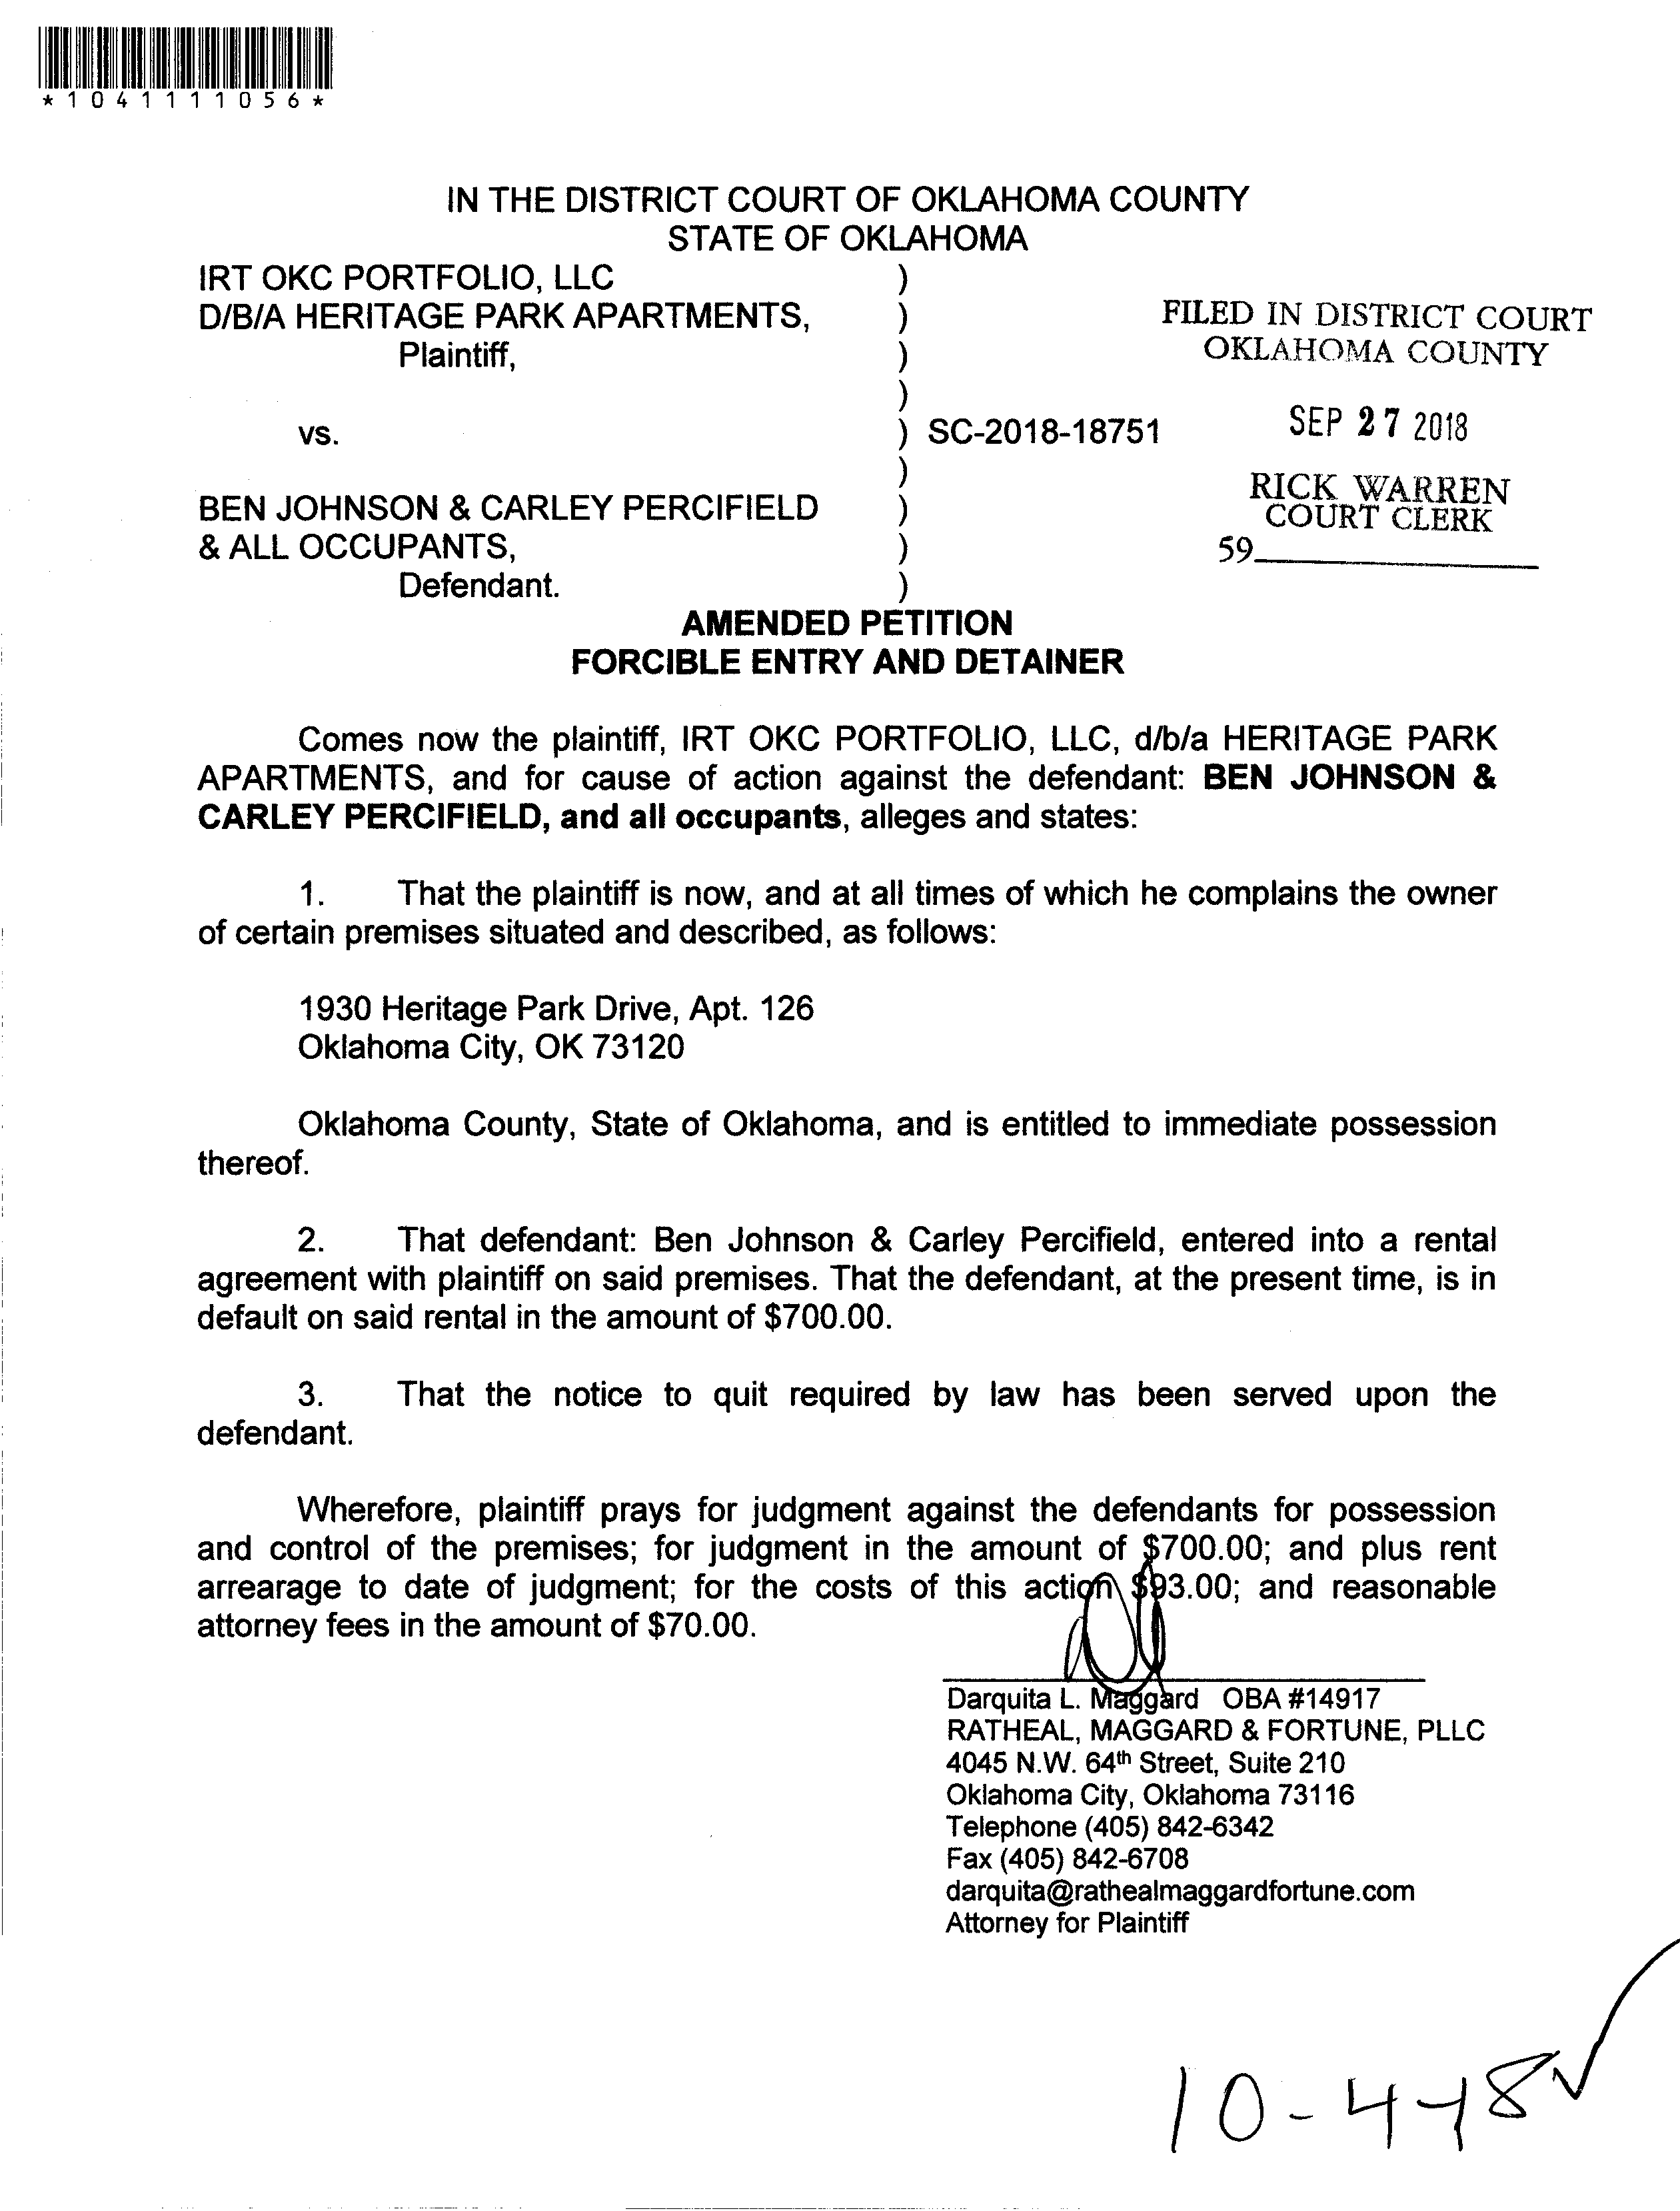 *1041111056*
IN THE DISTRICT COURT OF OKLAHOMA COUNTY
STATE OF OKLAHOMA
IRT OKC PORTFOLIO, LLC )
D/B/A HERITAGE PARK APARTMENTS, )
Plaintiff, )
)
vs. ) SC-2018-18751
)
BEN JOHNSON & CARLEY PERCIFIELD )
& ALL OCCUPANTS, )
Defendant. )
FILED IN DISTRICT COURT
OKLAHOMA COUNTY
SEP 27 2018
RICK WARREN
COURT CLERK
59
AMENDED PETITION
FORCIBLE ENTRY AND DETAINER
Comes now the plaintiff, IRT OKC PORTFOLIO, LLC, d/b/a HERITAGE PARK
APARTMENTS, and for cause of action against the defendant: BEN JOHNSON &
CARLEY PERCIFIELD, and all occupants, alleges and states:
1. That the plaintiff is now, and at all times of which he complains the owner
of certain premises situated and described, as follows:
1930 Heritage Park Drive, Apt. 126
Oklahoma City, OK 73120
Oklahoma County, State of Oklahoma, and is entitled to immediate possession
thereof.
2. That defendant: Ben Johnson & Carley Percifield, entered into a rental
agreement with plaintiff on said premises. That the defendant, at the present time, is in
default on said rental in the amount of $700.00.
3. That the notice to quit required by law has been served upon the
defendant.
Wherefore, plaintiff prays for judgment against the defendants for possession
and control of the premises; for judgment in the amount of $700.00; and plus rent
arrearage to date of judgment; for the costs of this action $93.00; and reasonable
attorney fees in the amount of $70.00.
Darquita L. Maggard OBA #14917
RATHEAL, MAGGARD & FORTUNE, PLLC
4045 N.W. 64th Street, Suite 210
Oklahoma City, Oklahoma 73116
Telephone (405) 842-6342
Fax (405) 842-6708
darquita@rathealmaggardfortune.com
Attorney for Plaintiff
10-4-18